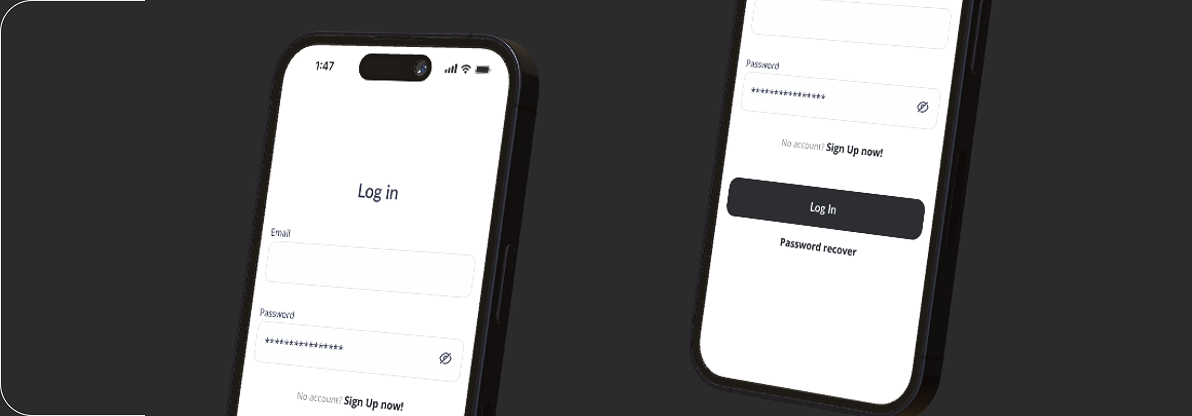 1:47
Log in
Email
Password
***************
No account? Sign Up now!
Password
***************
No account? Sign Up now!
Log In
Password recover